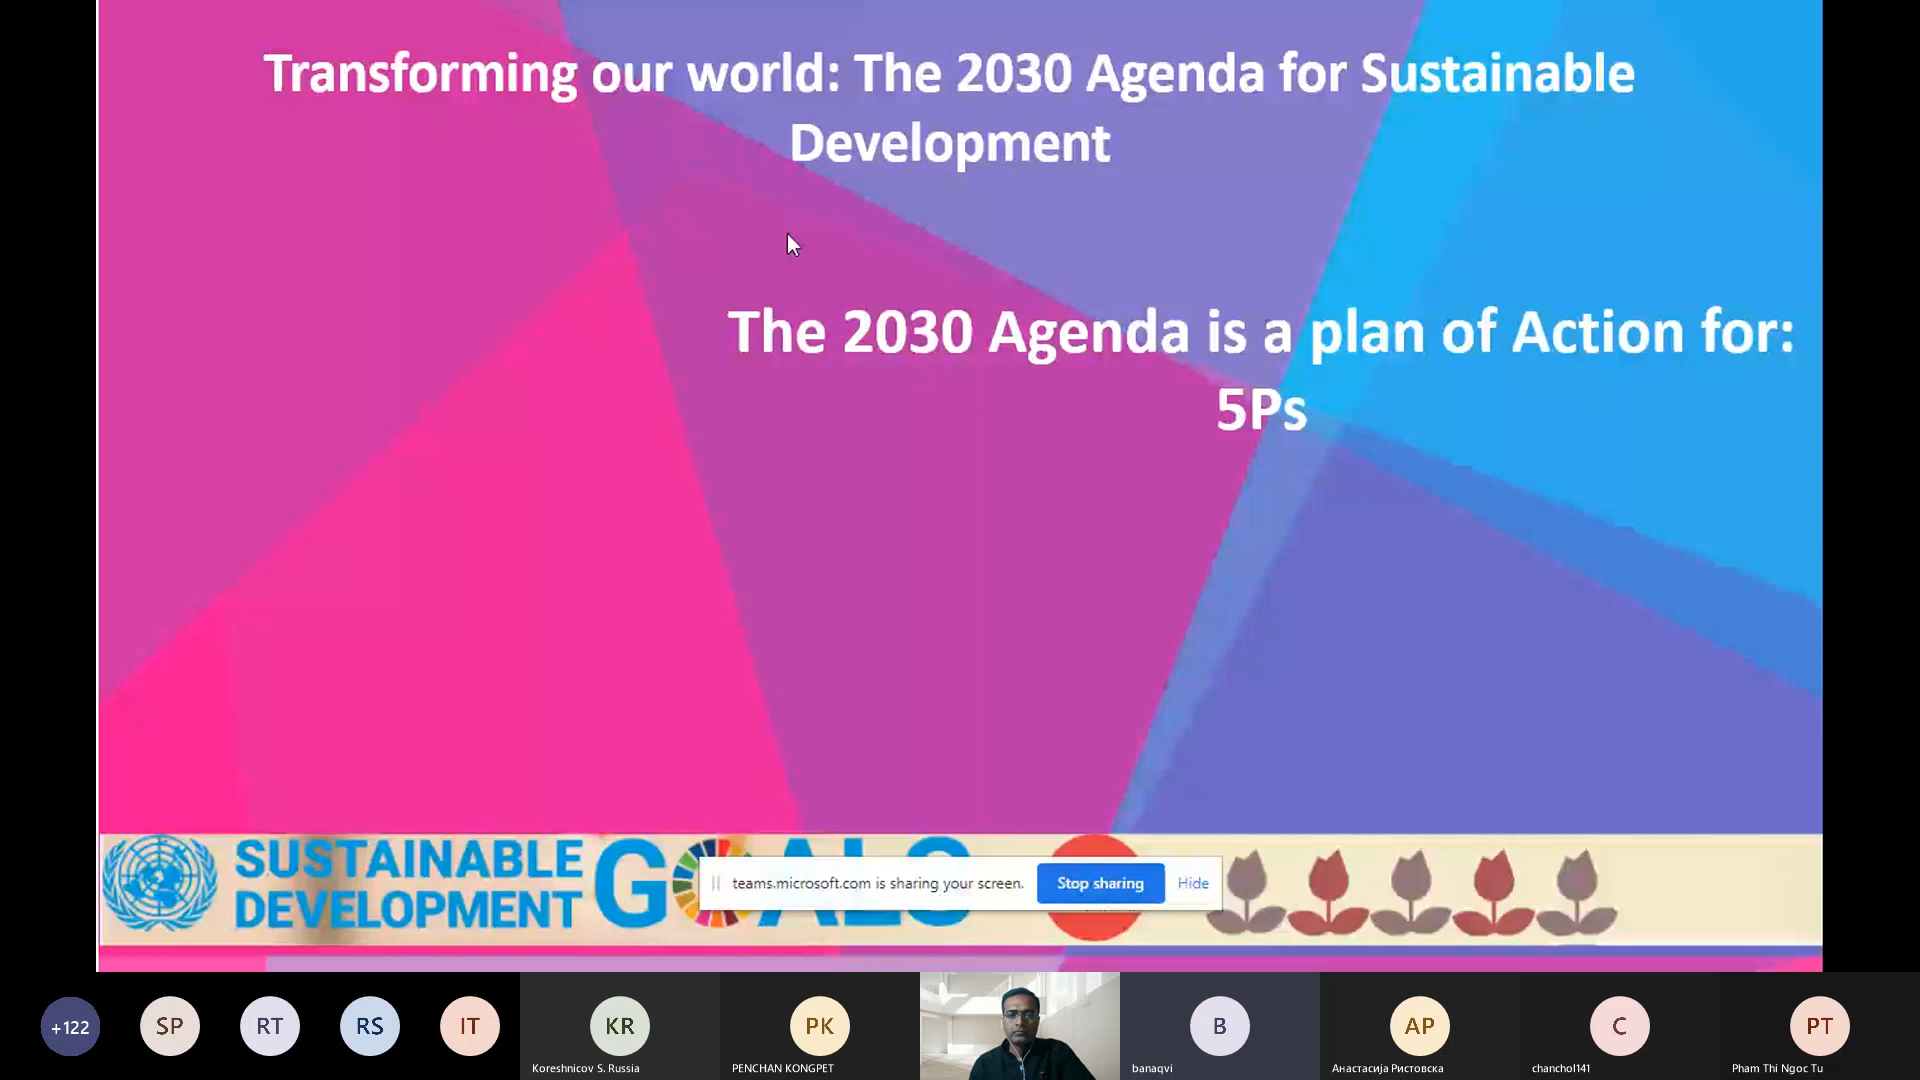 Transforming our world: The 2030 Agenda for Sustainable
Development
The 2030 Agenda is a plan of Action for:
5Ps
SUSTAINABLE
DEVELOPMENT
GOALS
teams.microsoft.com is sharing your screen.
Stop sharing
Hide
+122
SP
RT
RS
IT
KR
PK
B
AP
C
PT
Koreshnicov S. Russia
PENCHAN KONGPET
banaqvi
Анастасија Ристовска
chanchol141
Pham Thi Ngoc Tu